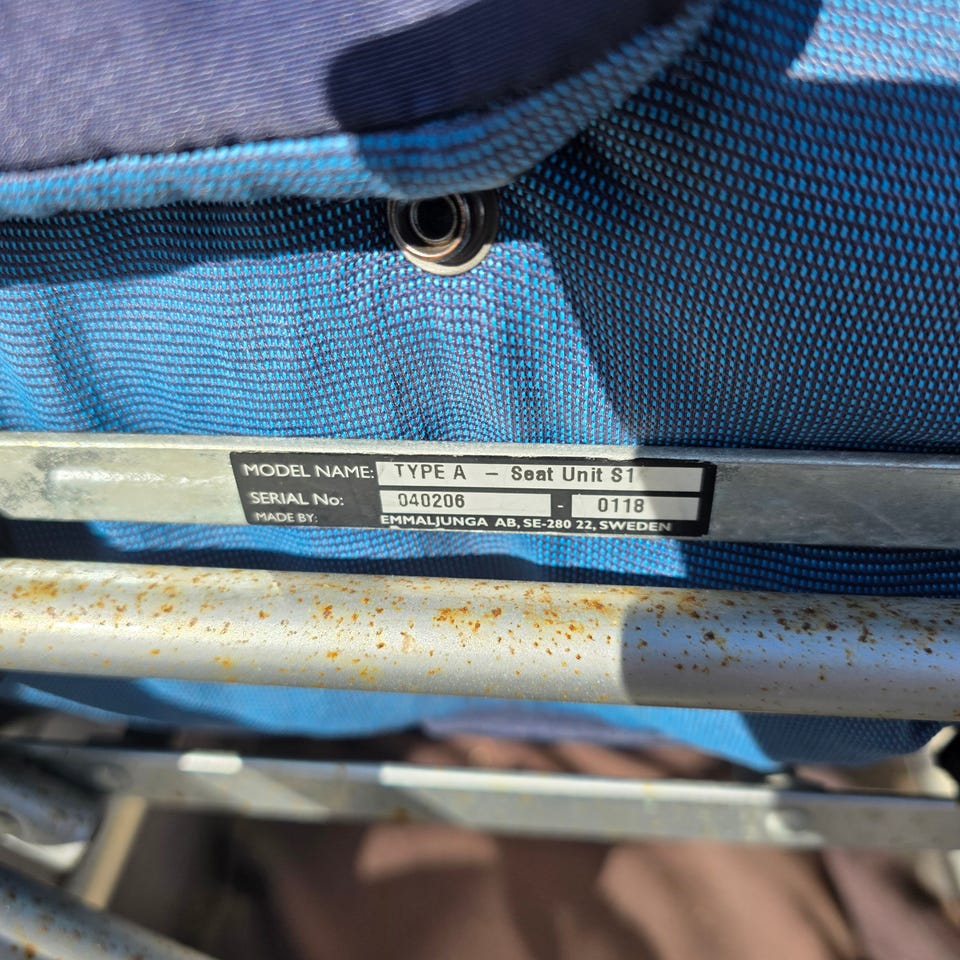 MODEL NAME: TYPE A - Seat Unit S1
SERIAL No: 040206 - 0118
MADE BY: EMMALJUNGA AB, SE-280 22, SWEDEN